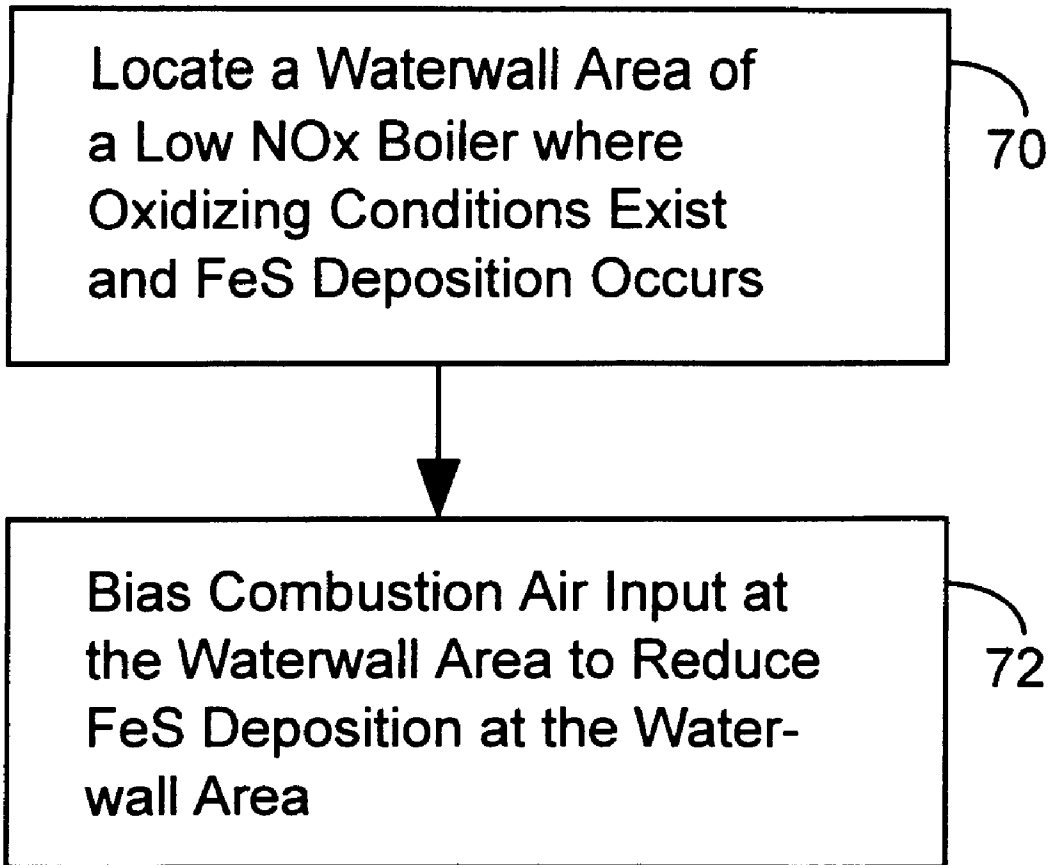 Locate a Waterwall Area of
a Low NOx Boiler where
Oxidizing Conditions Exist
and FeS Deposition Occurs
70
Bias Combustion Air Input at
the Waterwall Area to Reduce
FeS Deposition at the Water-
wall Area
72